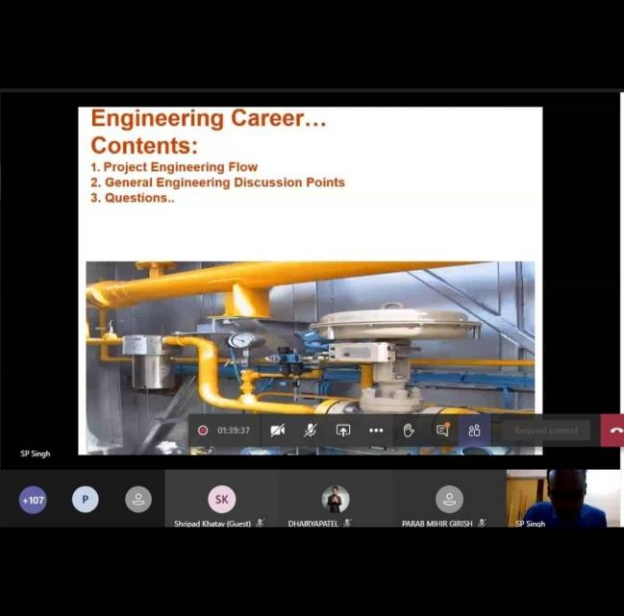 Engineering Career...
Contents:
1. Project Engineering Flow
2. General Engineering Discussion Points
3. Questions..
01:39:37
Request control
SP Singh
+107
P
SK
Shripad Khatav (Guest)
DHAIRYAPATEL
PARAB MIHIR GIRISH
SP Singh